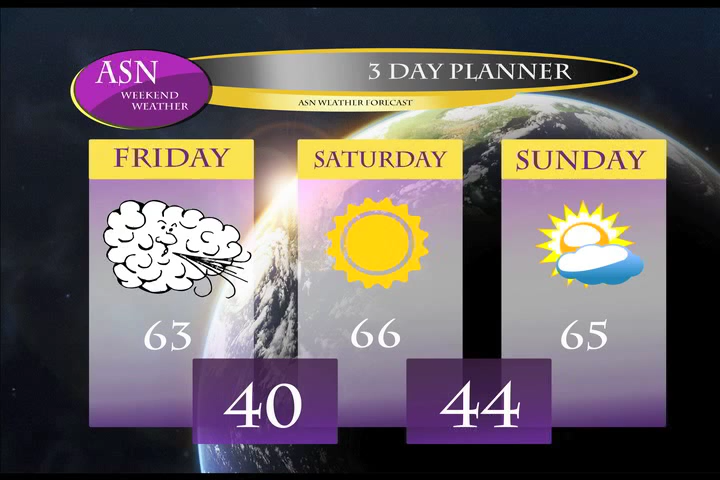 ASN
WEEKEND
WEATHER
3 DAY PLANNER
ASN WEATHER FORECAST
FRIDAY
SATURDAY
SUNDAY
63
66
65
40
44